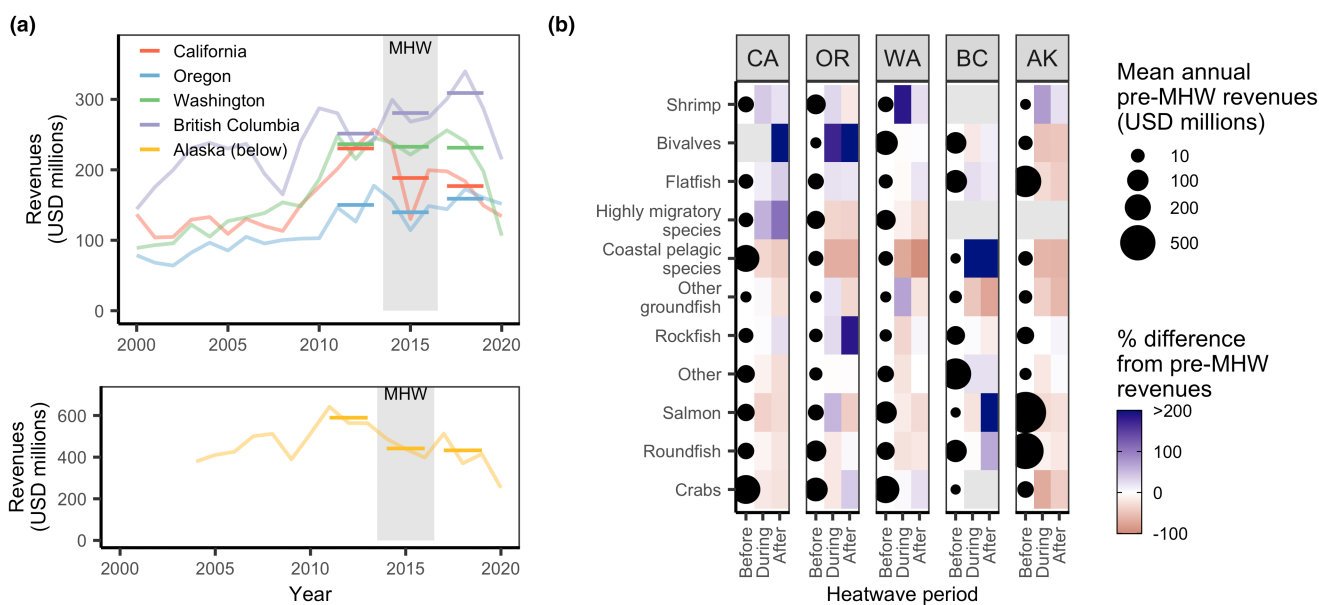 (a)
MHW
California
Oregon
Washington
British Columbia
Alaska (below)
Revenues
(USD millions)
300
200
100
0
2000
2005
2010
2015
2020
MHW
Revenues
(USD millions)
600
400
200
0
2000
2005
2010
2015
2020
Year
(b)
CA
OR
WA
BC
AK
Shrimp
Bivalves
Flatfish
Highly migratory
species
Coastal pelagic
species
Other
groundfish
Rockfish
Other
Salmon
Roundfish
Crabs
Before
During
After
Before
During
After
Before
During
After
Before
During
After
Before
During
After
Heatwave period
Mean annual
pre-MHW revenues
(USD millions)
10
100
200
500
% difference
from pre-MHW
revenues
>200
100
0
-100